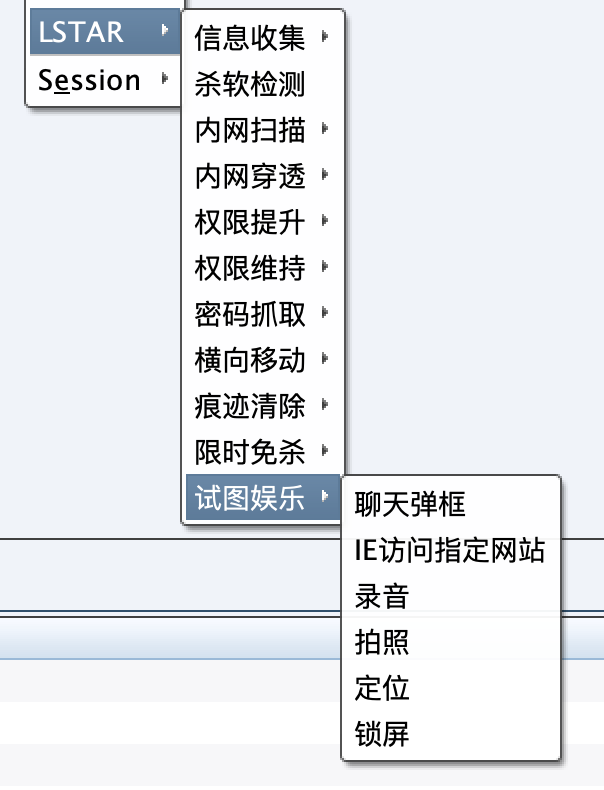 LSTAR
Session
信息收集
杀软检测
内网扫描
内网穿透
权限提升
权限维持
密码抓取
横向移动
痕迹清除
限时免杀
试图娱乐
聊天弹框
IE访问指定网站
录音
拍照
定位
锁屏